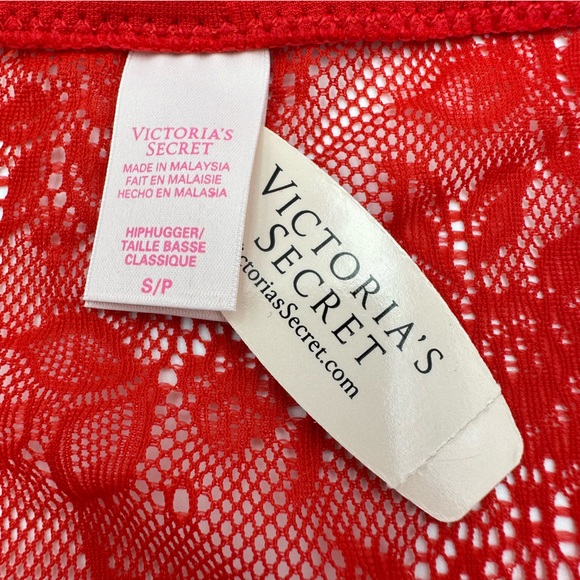 VICTORIA'S
SECRET
MADE IN MALAYSIA
FAIT EN MALAISIE
HECHO EN MALASIA
HIPHUGGER/
TAILLE BASSE
CLASSIQUE
S/P
VICTORIA'S
SECRET
ictoriasSecret.com